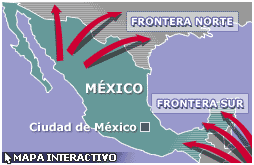 FRONTERA NORTE
MÉXICO
FRONTERA SUR
Ciudad de México
MAPA INTERACTIVO